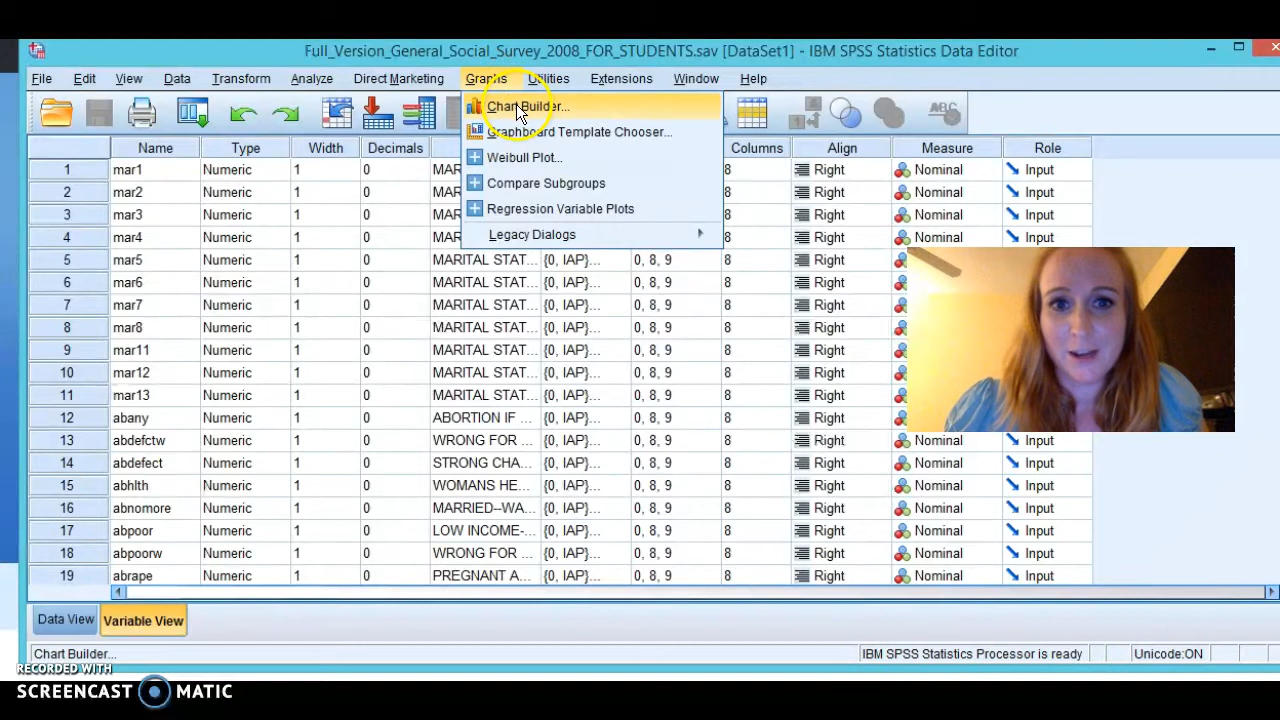 Full_Version_General_Social_Survey_2008_FOR_STUDENTS.sav [DataSet1] - IBM SPSS Statistics Data Editor
File Edit View Data Transform Analyze Direct Marketing Graphs Utilities Extensions Window Help
Chart Builder...
Graphboard Template Chooser...
Weibull Plot...
Compare Subgroups
Regression Variable Plots
Legacy Dialogs
ABC
Name Type Width Decimals Columns Align Measure Role
1 mar1 Numeric 1 0 MAR 8 Right Nominal Input
2 mar2 Numeric 1 0 MAR 8 Right Nominal Input
3 mar3 Numeric 1 0 MAR 8 Right Nominal Input
4 mar4 Numeric 1 0 MAR 8 Right Nominal Input
5 mar5 Numeric 1 0 MARITAL STAT... {0, IAP}... 0, 8, 9 8 Right
6 mar6 Numeric 1 0 MARITAL STAT... {0, IAP}... 0, 8, 9 8 Right
7 mar7 Numeric 1 0 MARITAL STAT... {0, IAP}... 0, 8, 9 8 Right
8 mar8 Numeric 1 0 MARITAL STAT... {0, IAP}... 0, 8, 9 8 Right
9 mar11 Numeric 1 0 MARITAL STAT... {0, IAP}... 0, 8, 9 8 Right
10 mar12 Numeric 1 0 MARITAL STAT... {0, IAP}... 0, 8, 9 8 Right
11 mar13 Numeric 1 0 MARITAL STAT... {0, IAP}... 0, 8, 9 8 Right
12 abany Numeric 1 0 ABORTION IF ... {0, IAP}... 0, 8, 9 8 Right
13 abdefctw Numeric 1 0 WRONG FOR ... {0, IAP}... 0, 8, 9 8 Right Nominal Input
14 abdefect Numeric 1 0 STRONG CHA... {0, IAP}... 0, 8, 9 8 Right Nominal Input
15 abhlth Numeric 1 0 WOMANS HE... {0, IAP}... 0, 8, 9 8 Right Nominal Input
16 abnomore Numeric 1 0 MARRIED--WA... {0, IAP}... 0, 8, 9 8 Right Nominal Input
17 abpoor Numeric 1 0 LOW INCOME-... {0, IAP}... 0, 8, 9 8 Right Nominal Input
18 abpoorw Numeric 1 0 WRONG FOR ... {0, IAP}... 0, 8, 9 8 Right Nominal Input
19 abrape Numeric 1 0 PREGNANT A... {0, IAP}... 0, 8, 9 8 Right Nominal Input
Data View Variable View
Chart Builder... IBM SPSS Statistics Processor is ready Unicode:ON
RECORDED WITH
SCREENCAST MATIC